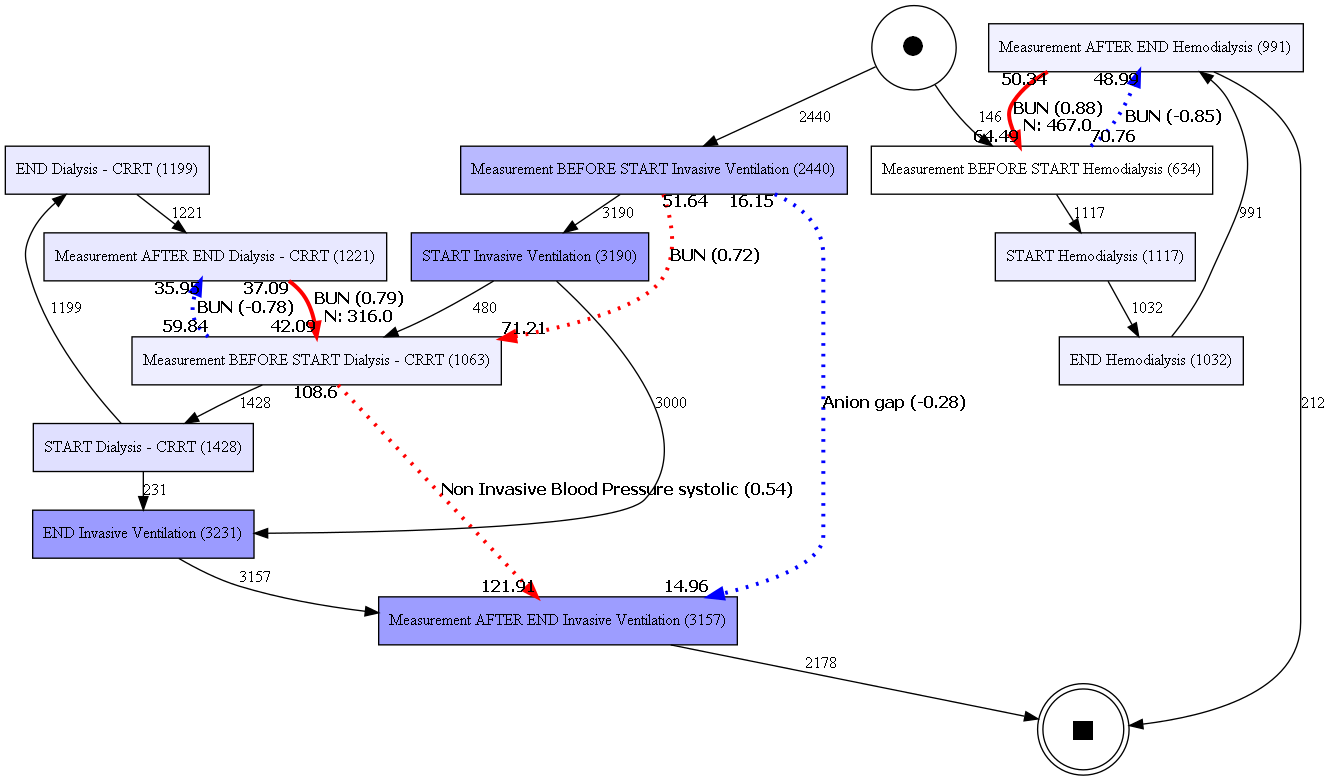 Measurement AFTER END Hemodialysis (991)
50.34
48.99
BUN (0.88)
N: 467.0
BUN (-0.85)
2440
146
64.49
70.76
END Dialysis - CRRT (1199)
Measurement BEFORE START Invasive Ventilation (2440)
Measurement BEFORE START Hemodialysis (634)
51.64
16.15
1221
3190
1117
991
Measurement AFTER END Dialysis - CRRT (1221)
START Invasive Ventilation (3190)
BUN (0.72)
START Hemodialysis (1117)
35.95
37.09
BUN (-0.78)
BUN (0.79)
N: 316.0
1199
480
1032
59.84
42.09
71.21
Measurement BEFORE START Dialysis - CRRT (1063)
END Hemodialysis (1032)
108.6
1428
3000
Anion gap (-0.28)
212
START Dialysis - CRRT (1428)
231
Non Invasive Blood Pressure systolic (0.54)
END Invasive Ventilation (3231)
3157
121.91
14.96
Measurement AFTER END Invasive Ventilation (3157)
2178